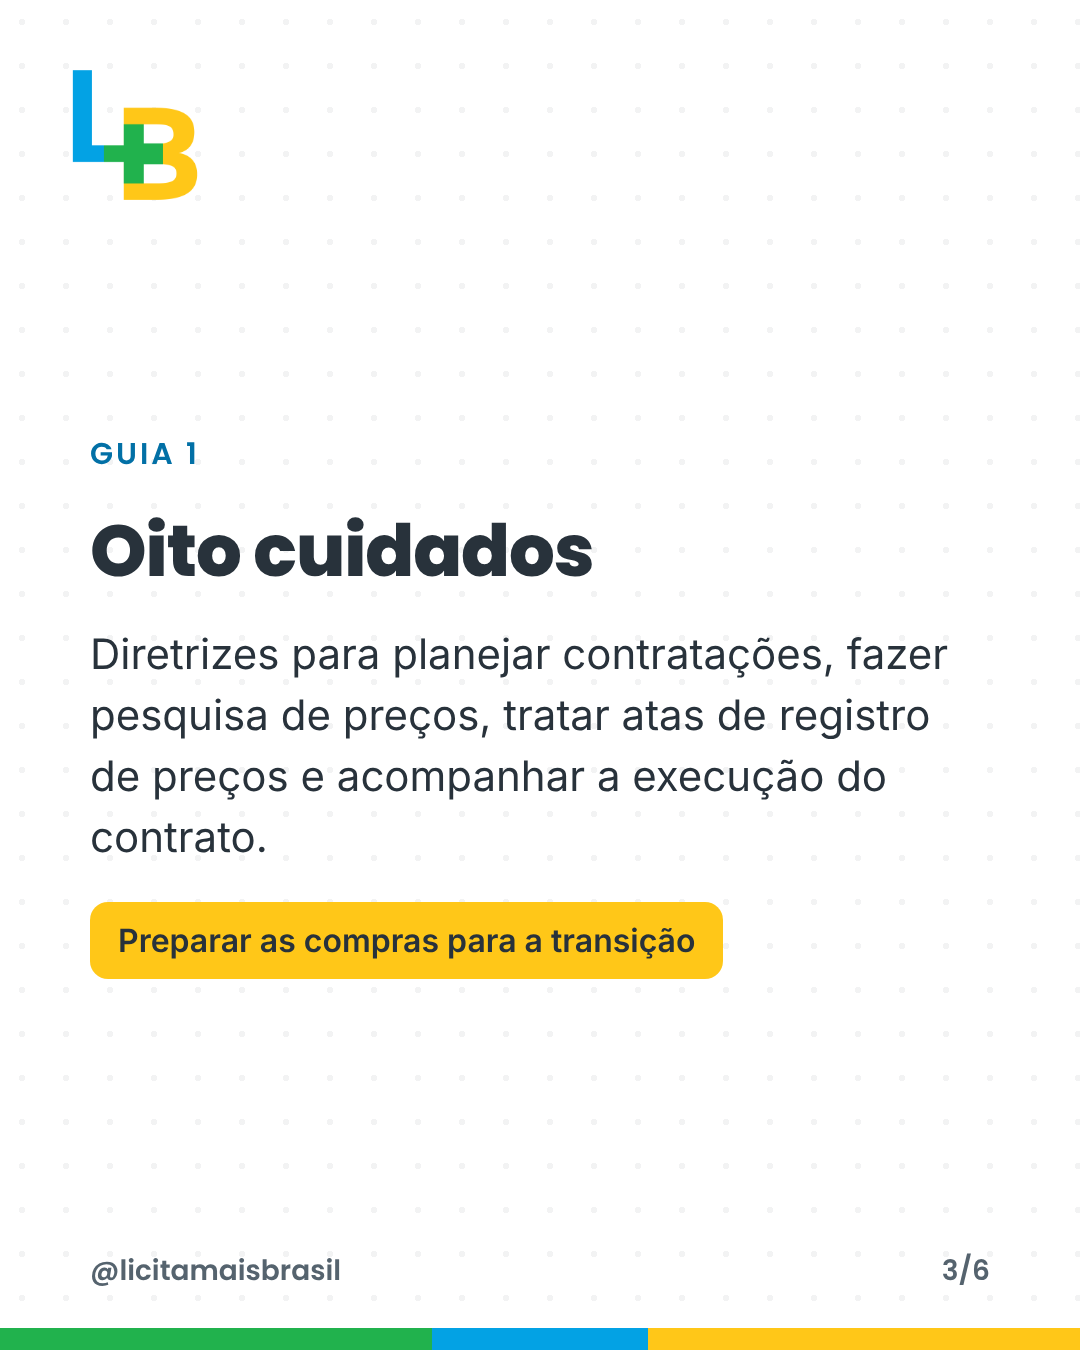 L+B
GUIA 1
Oito cuidados
Diretrizes para planejar contratações, fazer
pesquisa de preços, tratar atas de registro
de preços e acompanhar a execução do
contrato.
Preparar as compras para a transição
@licitamaisbrasil
3/6